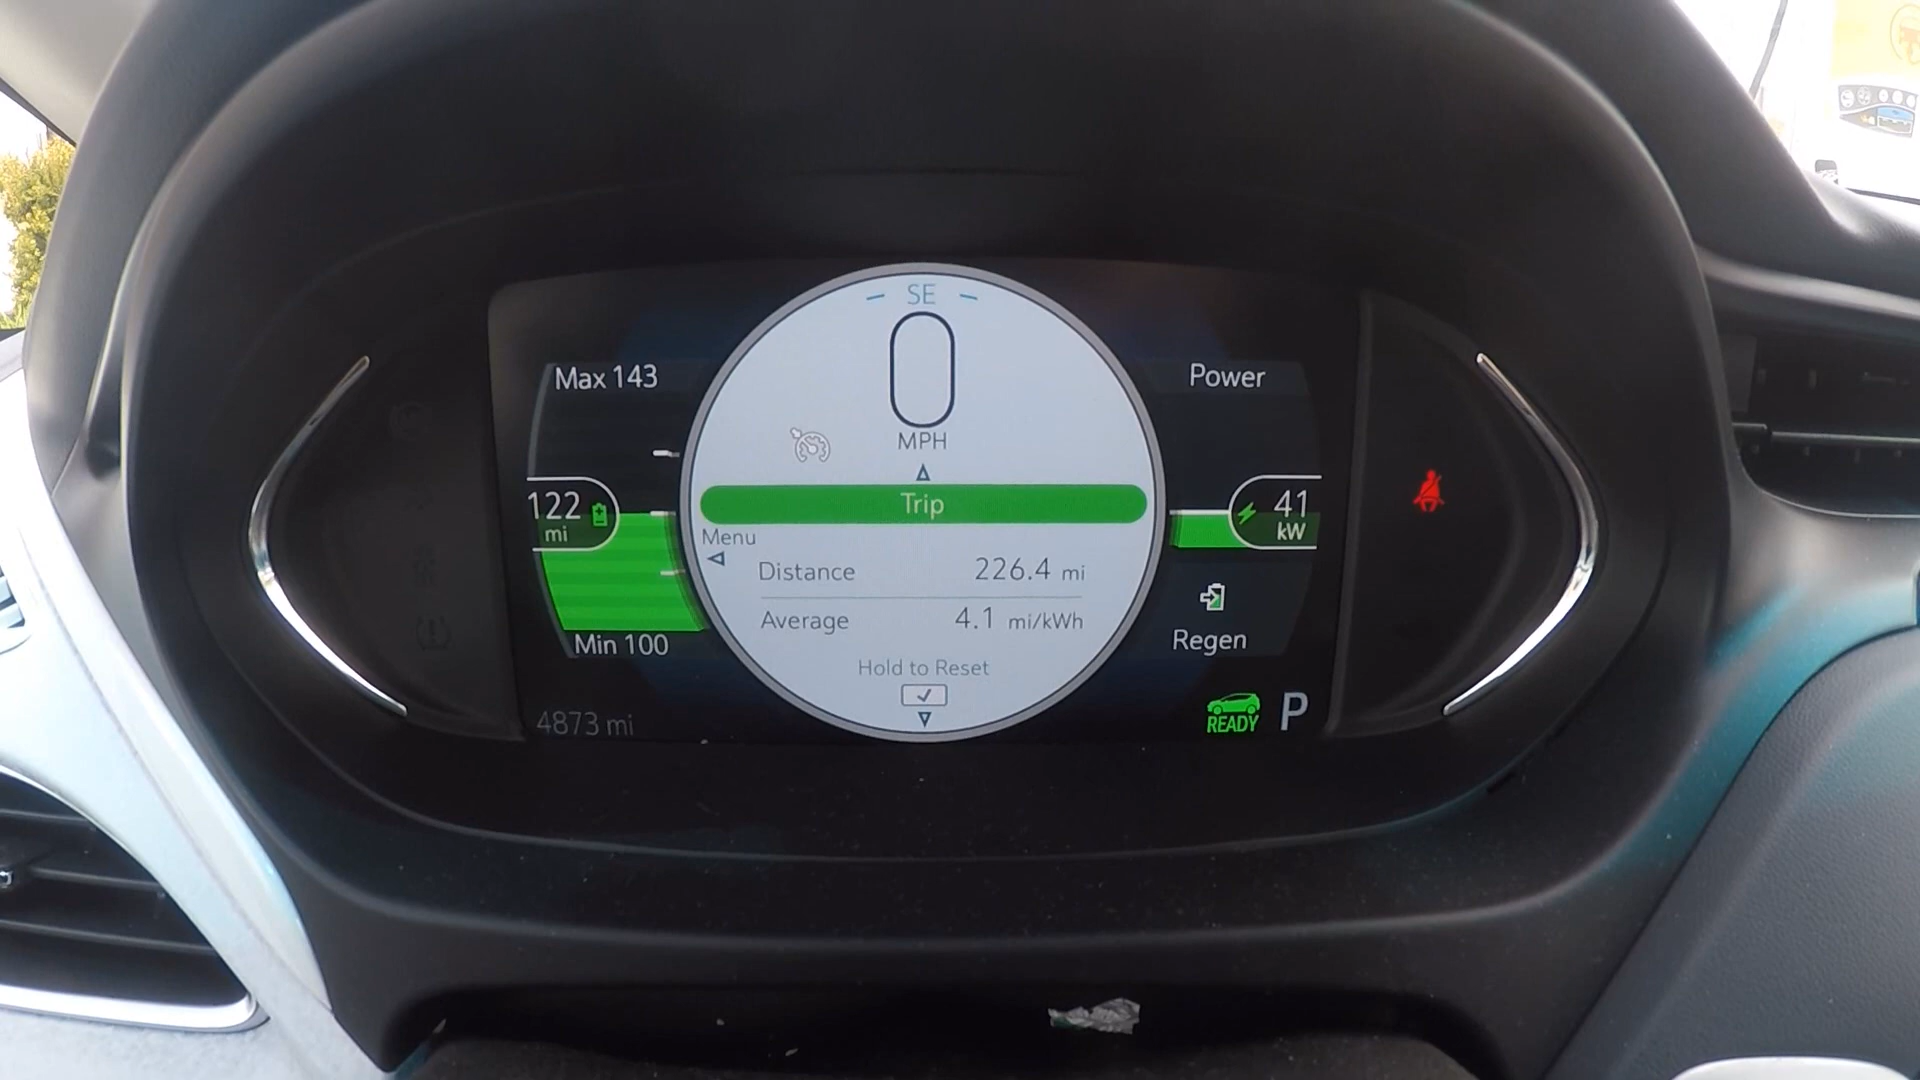 SE
0
MPH
Max 143
122
mi
Min 100
4873 mi
Trip
Menu
Distance 226.4 mi
Average 4.1 mi/kWh
Hold to Reset
Power
41
kW
Regen
READY P